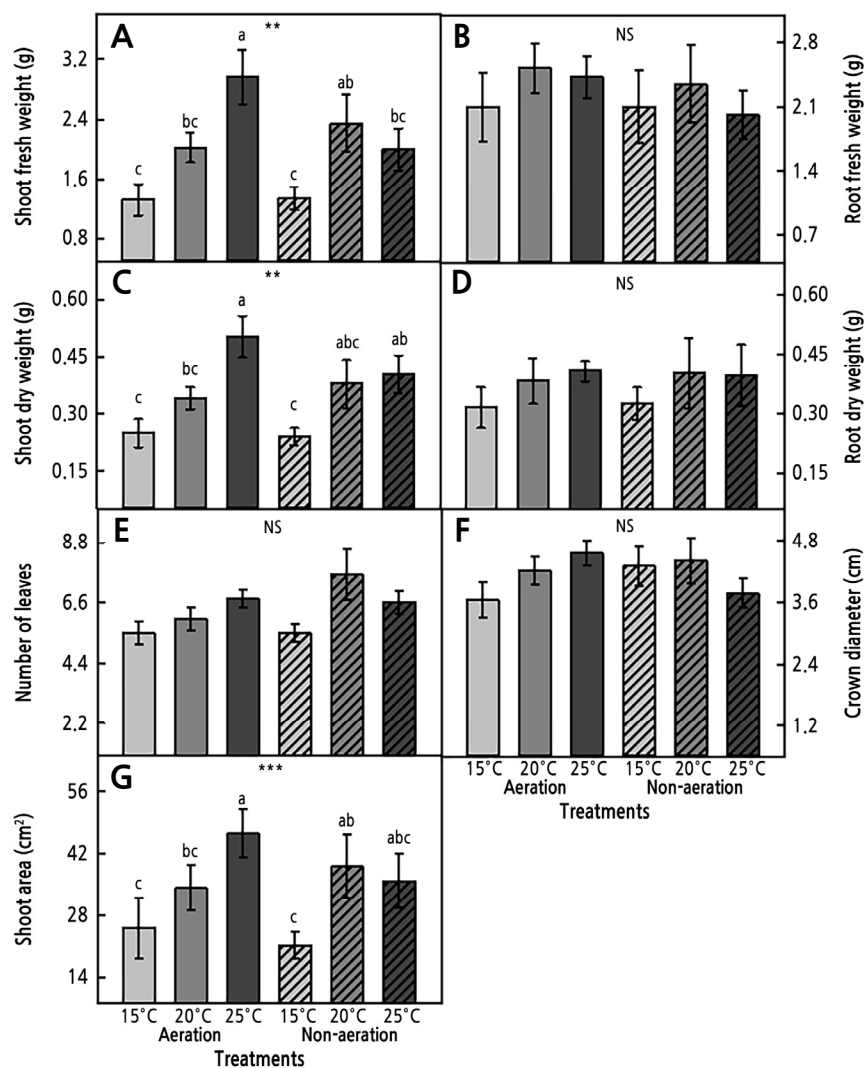 A
**
3.2
2.4
1.6
0.8
Shoot fresh weight (g)
c
bc
a
c
ab
bc
B
NS
2.8
2.1
1.4
0.7
Root fresh weight (g)
C
**
0.60
0.45
0.30
0.15
Shoot dry weight (g)
c
bc
a
c
abc
ab
D
NS
0.60
0.45
0.30
0.15
Root dry weight (g)
E
NS
8.8
6.6
4.4
2.2
Number of leaves
F
NS
4.8
3.6
2.4
1.2
Crown diameter (cm)
15°C 20°C 25°C 15°C 20°C 25°C
Aeration Non-aeration
Treatments
G
***
56
42
28
14
Shoot area (cm²)
c
bc
a
c
ab
abc
15°C 20°C 25°C 15°C 20°C 25°C
Aeration Non-aeration
Treatments